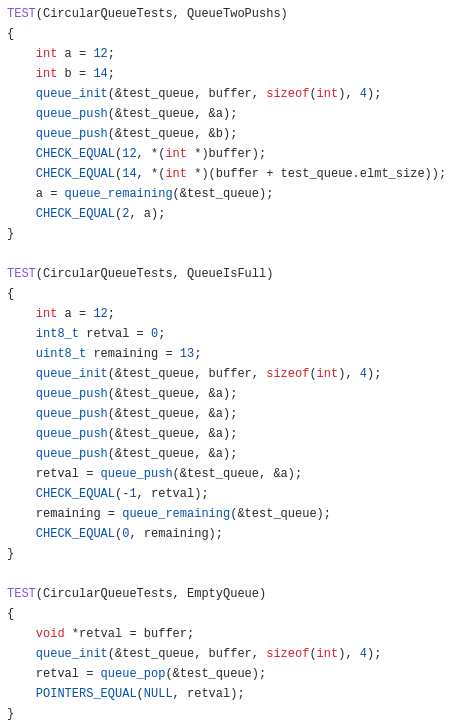 TEST(CircularQueueTests, QueueTwoPushs)
{
    int a = 12;
    int b = 14;
    queue_init(&test_queue, buffer, sizeof(int), 4);
    queue_push(&test_queue, &a);
    queue_push(&test_queue, &b);
    CHECK_EQUAL(12, *(int *)buffer);
    CHECK_EQUAL(14, *(int *)(buffer + test_queue.elmt_size));
    a = queue_remaining(&test_queue);
    CHECK_EQUAL(2, a);
}

TEST(CircularQueueTests, QueueIsFull)
{
    int a = 12;
    int8_t retval = 0;
    uint8_t remaining = 13;
    queue_init(&test_queue, buffer, sizeof(int), 4);
    queue_push(&test_queue, &a);
    queue_push(&test_queue, &a);
    queue_push(&test_queue, &a);
    queue_push(&test_queue, &a);
    retval = queue_push(&test_queue, &a);
    CHECK_EQUAL(-1, retval);
    remaining = queue_remaining(&test_queue);
    CHECK_EQUAL(0, remaining);
}

TEST(CircularQueueTests, EmptyQueue)
{
    void *retval = buffer;
    queue_init(&test_queue, buffer, sizeof(int), 4);
    retval = queue_pop(&test_queue);
    POINTERS_EQUAL(NULL, retval);
}